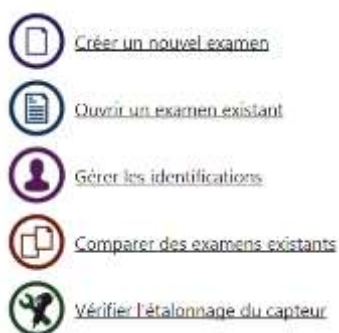 Créer un nouvel examen
Ouvrir un examen existant
Gérer les identifications
Comparer des examens existants
Vérifier l'étalonnage du capteur